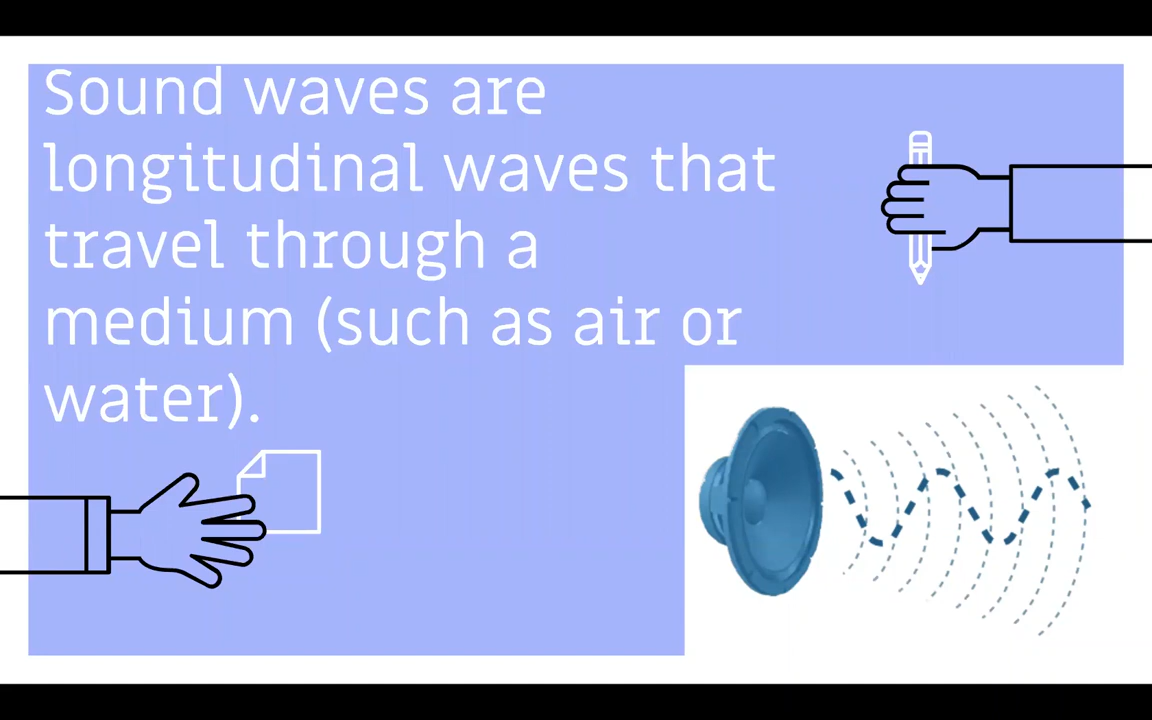 Sound waves are
longitudinal waves that
travel through a
medium (such as air or
water).